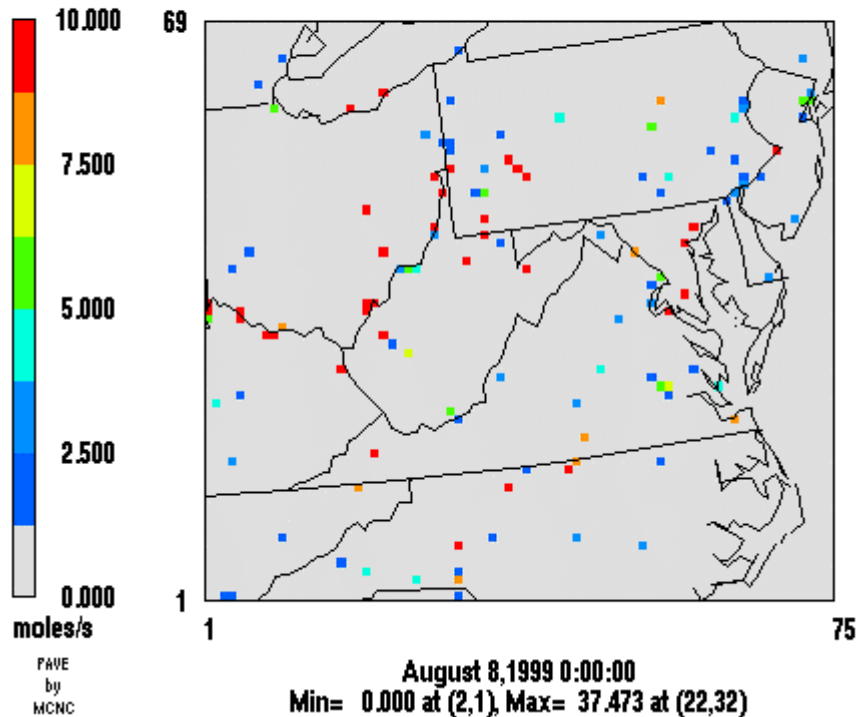 10.000
7.500
5.000
2.500
0.000
moles/s
PAVE
by
MCNC
69
1
1
75
August 8,1999 0:00:00
Min= 0.000 at (2,1), Max= 37.473 at (22,32)